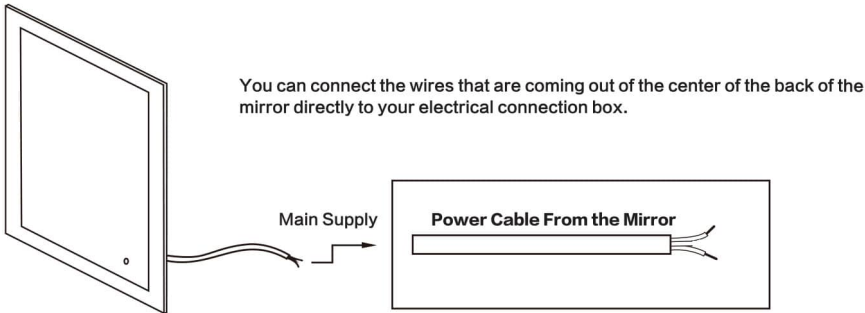 You can connect the wires that are coming out of the center of the back of the
mirror directly to your electrical connection box.
Main Supply
Power Cable From the Mirror